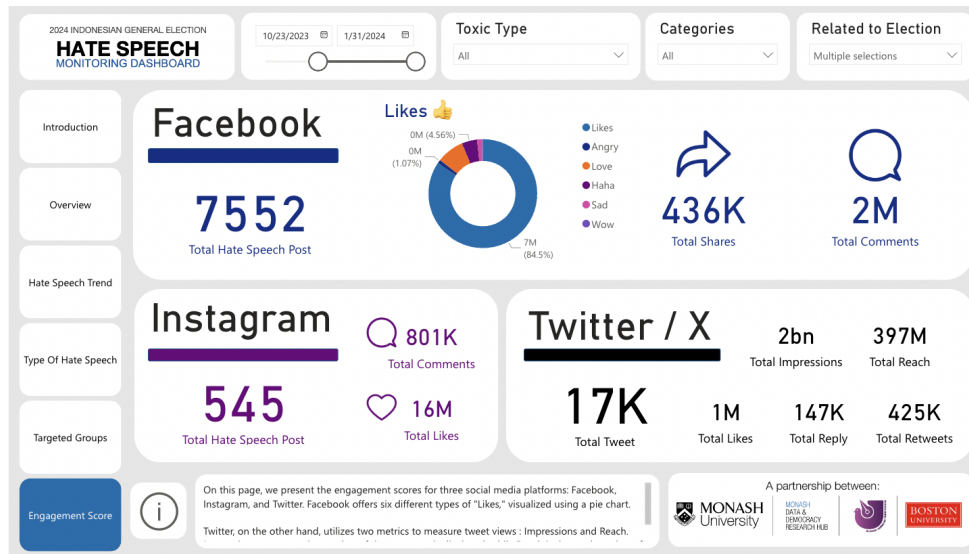 2024 INDONESIAN GENERAL ELECTION
HATE SPEECH
MONITORING DASHBOARD
10/23/2023
1/31/2024
Toxic Type
All
Categories
All
Related to Election
Multiple selections
Introduction
Overview
Hate Speech Trend
Type Of Hate Speech
Targeted Groups
Engagement Score
Facebook
7552
Total Hate Speech Post
Likes 👍
0M (4.56%)
0M
(1.07%)
7M
(84.5%)
Likes
Angry
Love
Haha
Sad
Wow
436K
Total Shares
2M
Total Comments
Instagram
545
Total Hate Speech Post
801K
Total Comments
16M
Total Likes
Twitter / X
17K
Total Tweet
2bn
Total Impressions
397M
Total Reach
1M
Total Likes
147K
Total Reply
425K
Total Retweets
On this page, we present the engagement scores for three social media platforms: Facebook,
Instagram, and Twitter. Facebook offers six different types of "Likes," visualized using a pie chart.
Twitter, on the other hand, utilizes two metrics to measure tweet views : Impressions and Reach.
A partnership between:
MONASH
University
MONASH
DATA &
DEMOCRACY
RESEARCH HUB
BOSTON
UNIVERSITY